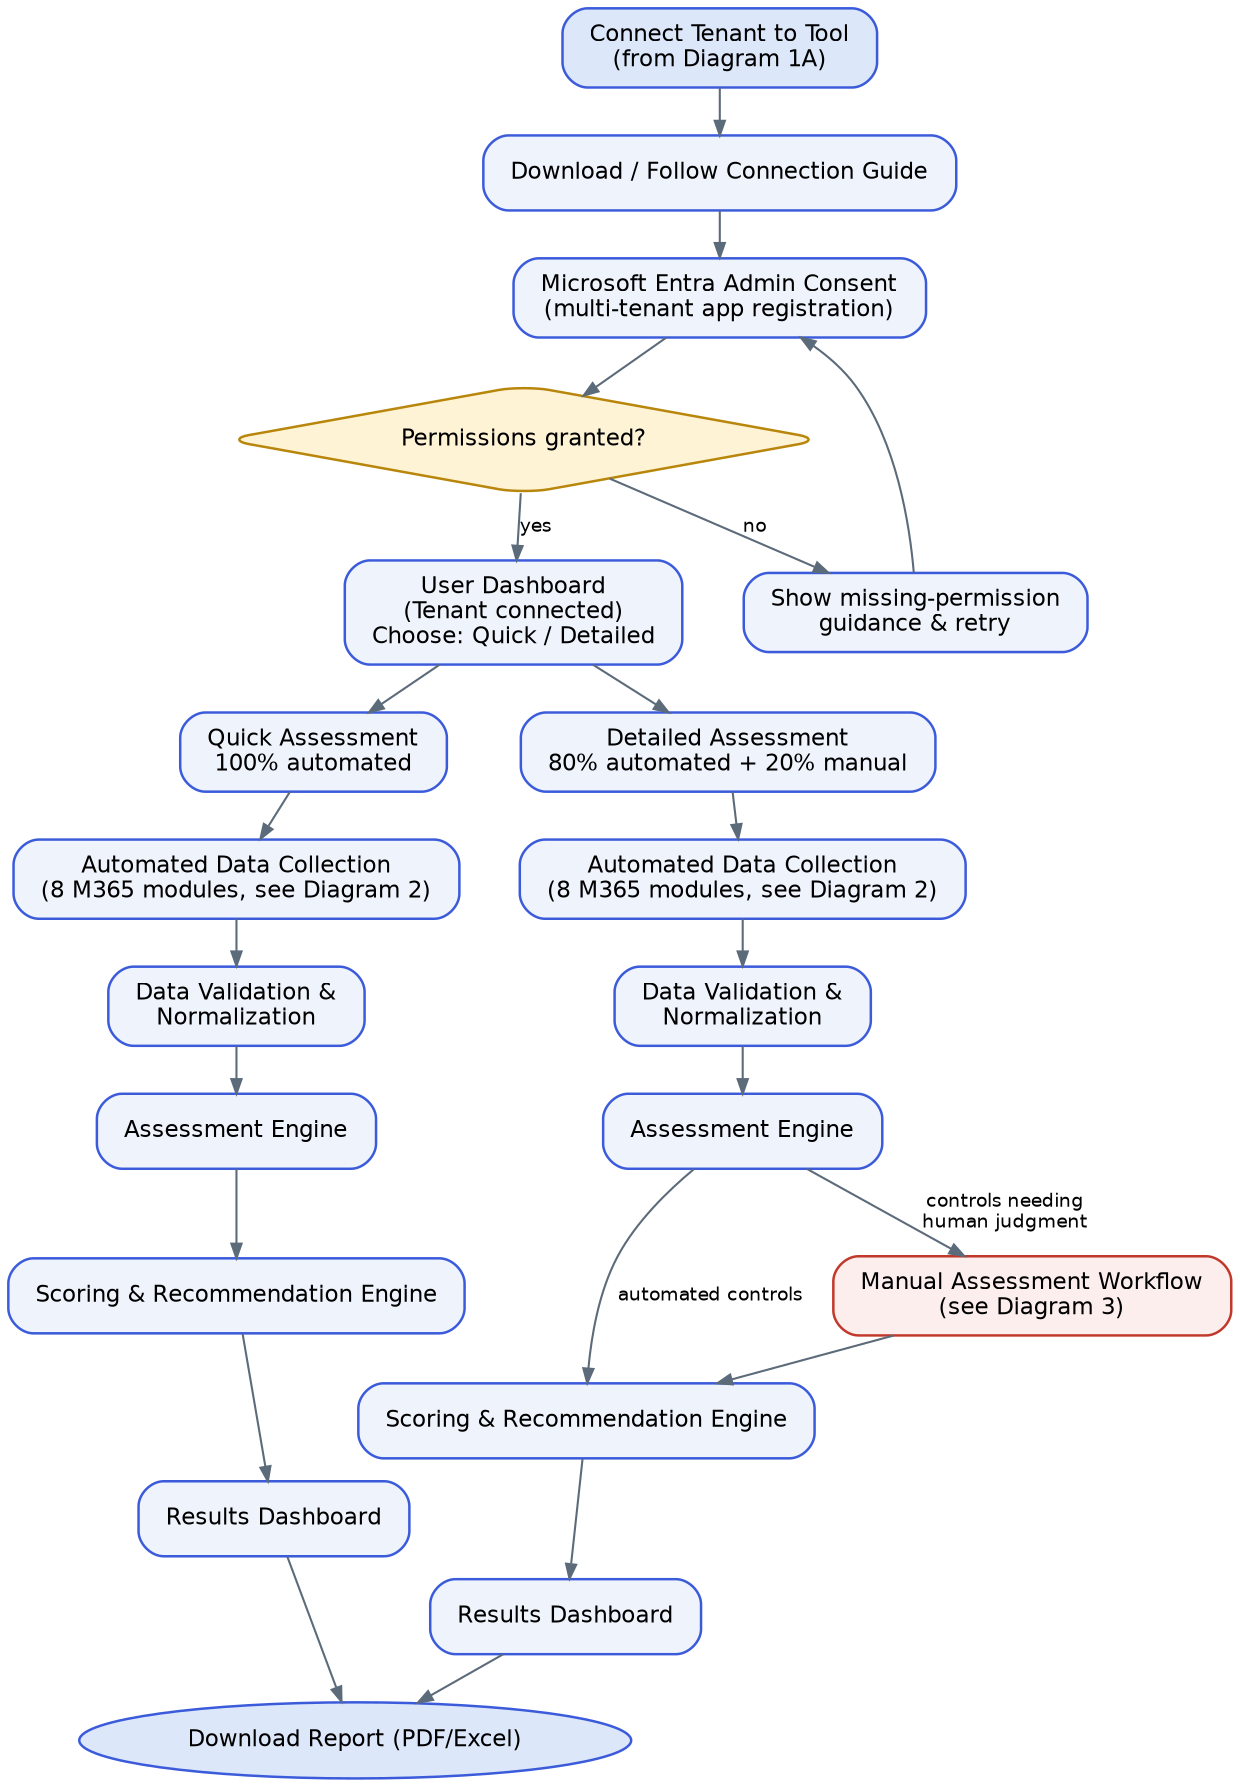 Connect Tenant to Tool
(from Diagram 1A)
Download / Follow Connection Guide
Microsoft Entra Admin Consent
(multi-tenant app registration)
Permissions granted?
yes
no
User Dashboard
(Tenant connected)
Choose: Quick / Detailed
Show missing-permission
guidance & retry
Quick Assessment
100% automated
Detailed Assessment
80% automated + 20% manual
Automated Data Collection
(8 M365 modules, see Diagram 2)
Automated Data Collection
(8 M365 modules, see Diagram 2)
Data Validation &
Normalization
Data Validation &
Normalization
Assessment Engine
Assessment Engine
controls needing
human judgment
Scoring & Recommendation Engine
automated controls
Manual Assessment Workflow
(see Diagram 3)
Scoring & Recommendation Engine
Results Dashboard
Results Dashboard
Download Report (PDF/Excel)